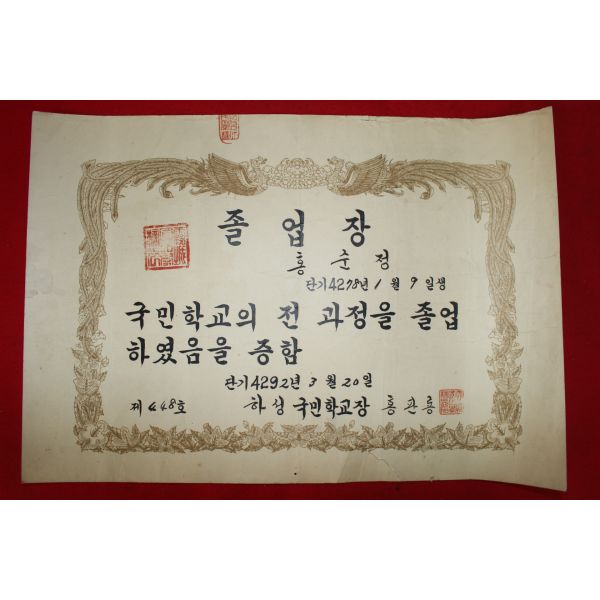 졸업장
홍순정
단기4278년 1월 9일생
국민학교의 전 과정을 졸업
하였음을 증함
단기4292년 3월 20일
제448호 하성 국민학교장 홍관룡